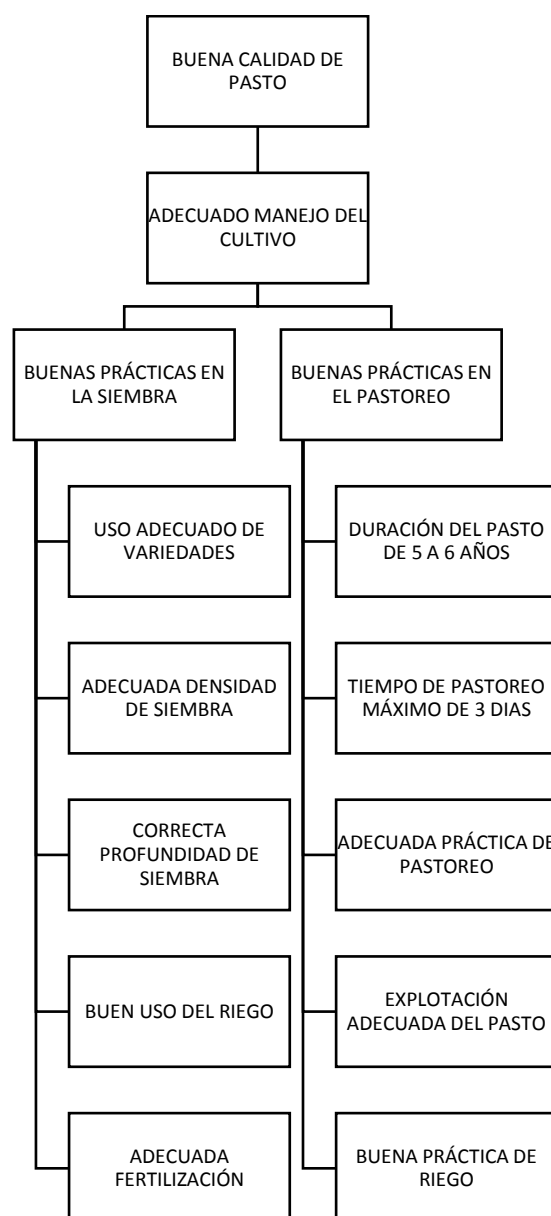 BUENA CALIDAD DE
PASTO
ADECUADO MANEJO DEL
CULTIVO
BUENAS PRÁCTICAS EN
LA SIEMBRA
BUENAS PRÁCTICAS EN
EL PASTOREO
USO ADECUADO DE
VARIEDADES
DURACIÓN DEL PASTO
DE 5 A 6 AÑOS
ADECUADA DENSIDAD
DE SIEMBRA
TIEMPO DE PASTOREO
MÁXIMO DE 3 DIAS
CORRECTA
PROFUNDIDAD DE
SIEMBRA
ADECUADA PRÁCTICA DE
PASTOREO
BUEN USO DEL RIEGO
EXPLOTACIÓN
ADECUADA DEL PASTO
ADECUADA
FERTILIZACIÓN
BUENA PRÁCTICA DE
RIEGO